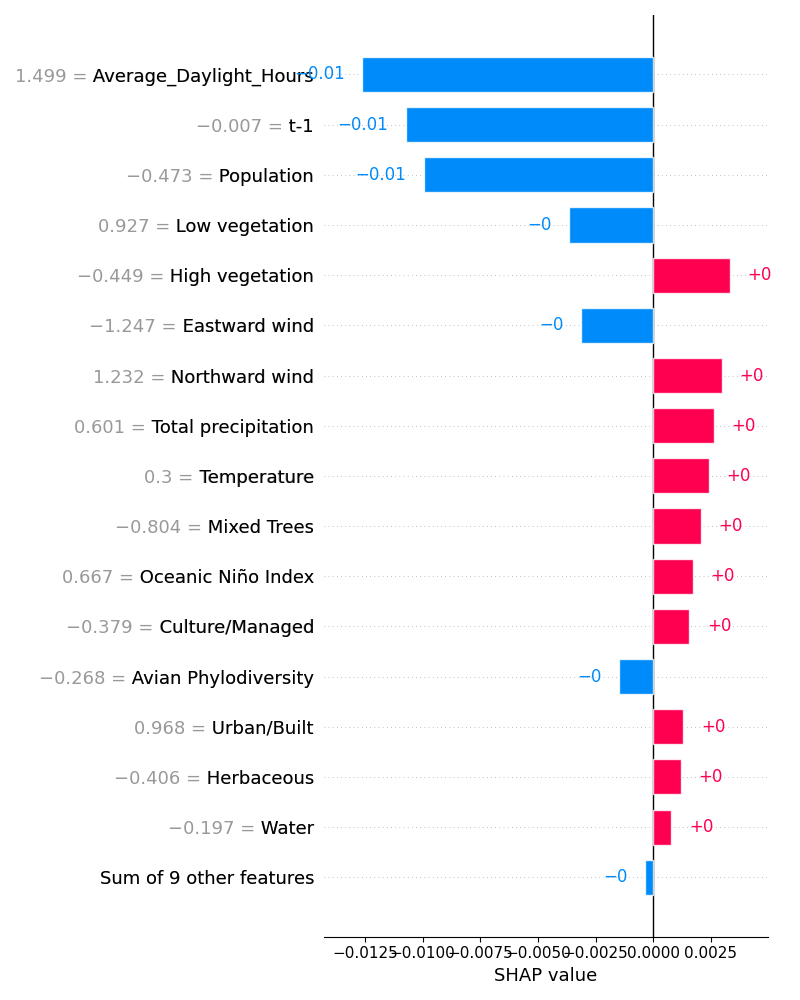 1.499 = Average_Daylight_Hours −0.01
−0.007 = t-1 −0.01
−0.473 = Population −0.01
0.927 = Low vegetation −0
−0.449 = High vegetation +0
−1.247 = Eastward wind −0
1.232 = Northward wind +0
0.601 = Total precipitation +0
0.3 = Temperature +0
−0.804 = Mixed Trees +0
0.667 = Oceanic Niño Index +0
−0.379 = Culture/Managed +0
−0.268 = Avian Phylodiversity −0
0.968 = Urban/Built +0
−0.406 = Herbaceous +0
−0.197 = Water +0
Sum of 9 other features −0
−0.0125 −0.0100 −0.0075 −0.0050 −0.0025 0.0000 0.0025
SHAP value